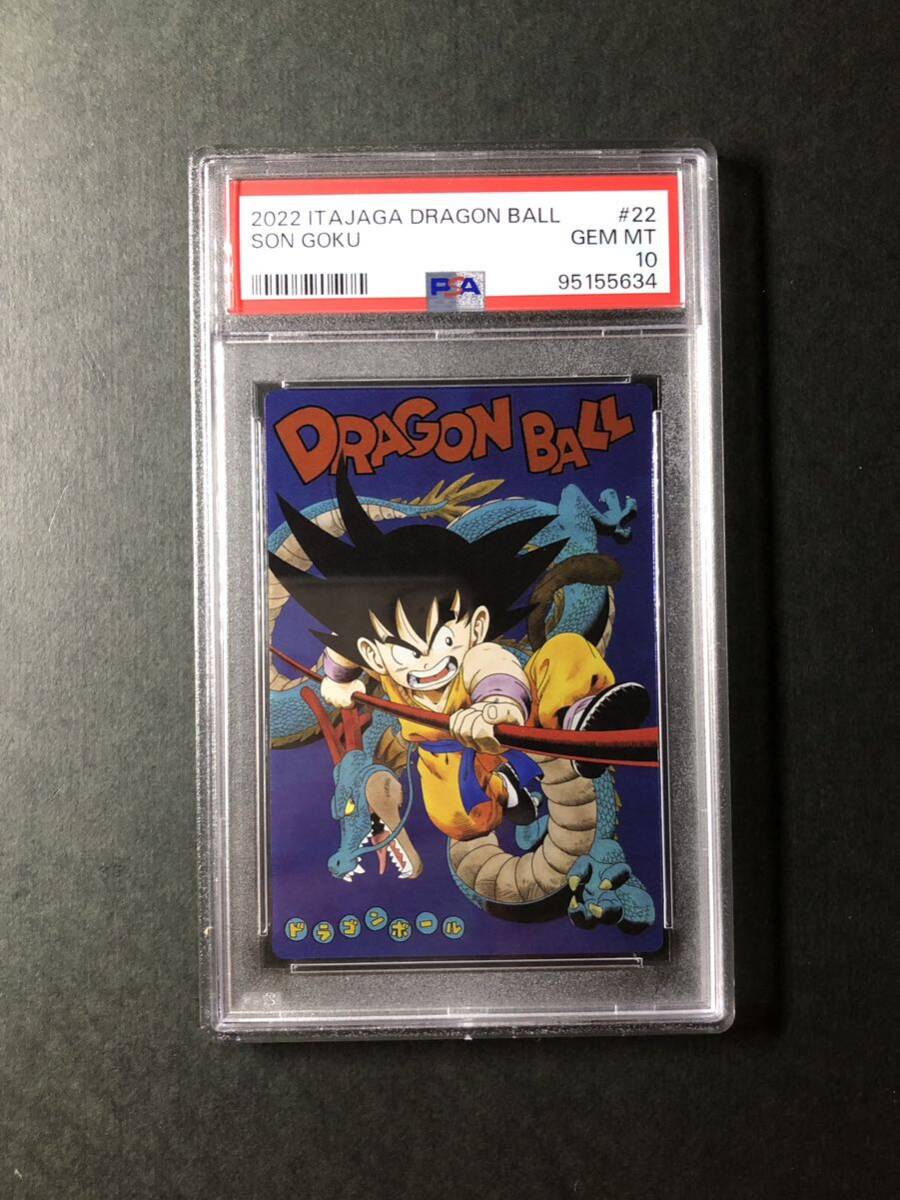 2022 ITAJAGA DRAGON BALL #22
SON GOKU GEM MT
10
PSA 95155634
DRAGON BALL
ドラゴンボール